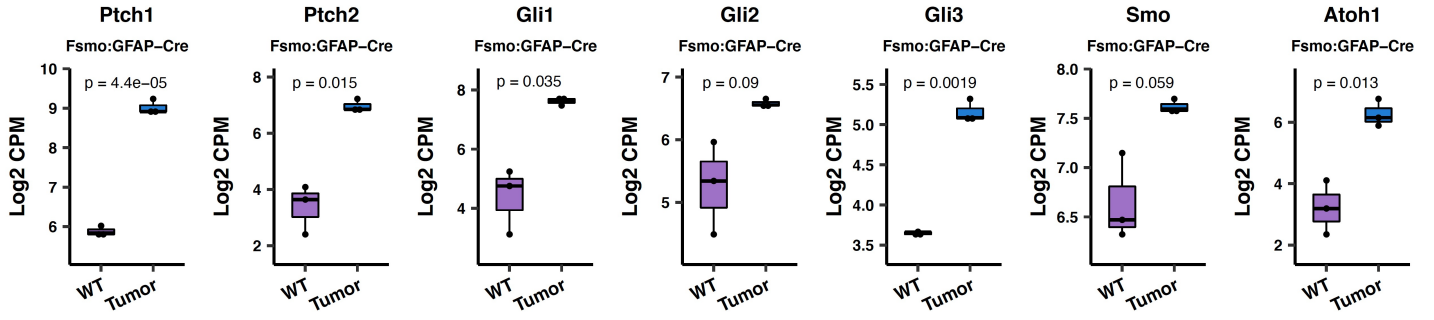 Ptch1 Ptch2 Gli1 Gli2 Gli3 Smo Atoh1
Fsmo:GFAP–Cre Fsmo:GFAP–Cre Fsmo:GFAP–Cre Fsmo:GFAP–Cre Fsmo:GFAP–Cre Fsmo:GFAP–Cre Fsmo:GFAP–Cre
p = 4.4e−05 p = 0.015 p = 0.035 p = 0.09 p = 0.0019 p = 0.059 p = 0.013
Log2 CPM Log2 CPM Log2 CPM Log2 CPM Log2 CPM Log2 CPM Log2 CPM
10 8 8 7 5.5 8.0 6
9 6 6 6 5.0 7.5 4
8 4 4 5 4.5 7.0 2
7 2 4.0 6.5
6 3.5
WT Tumor WT Tumor WT Tumor WT Tumor WT Tumor WT Tumor WT Tumor